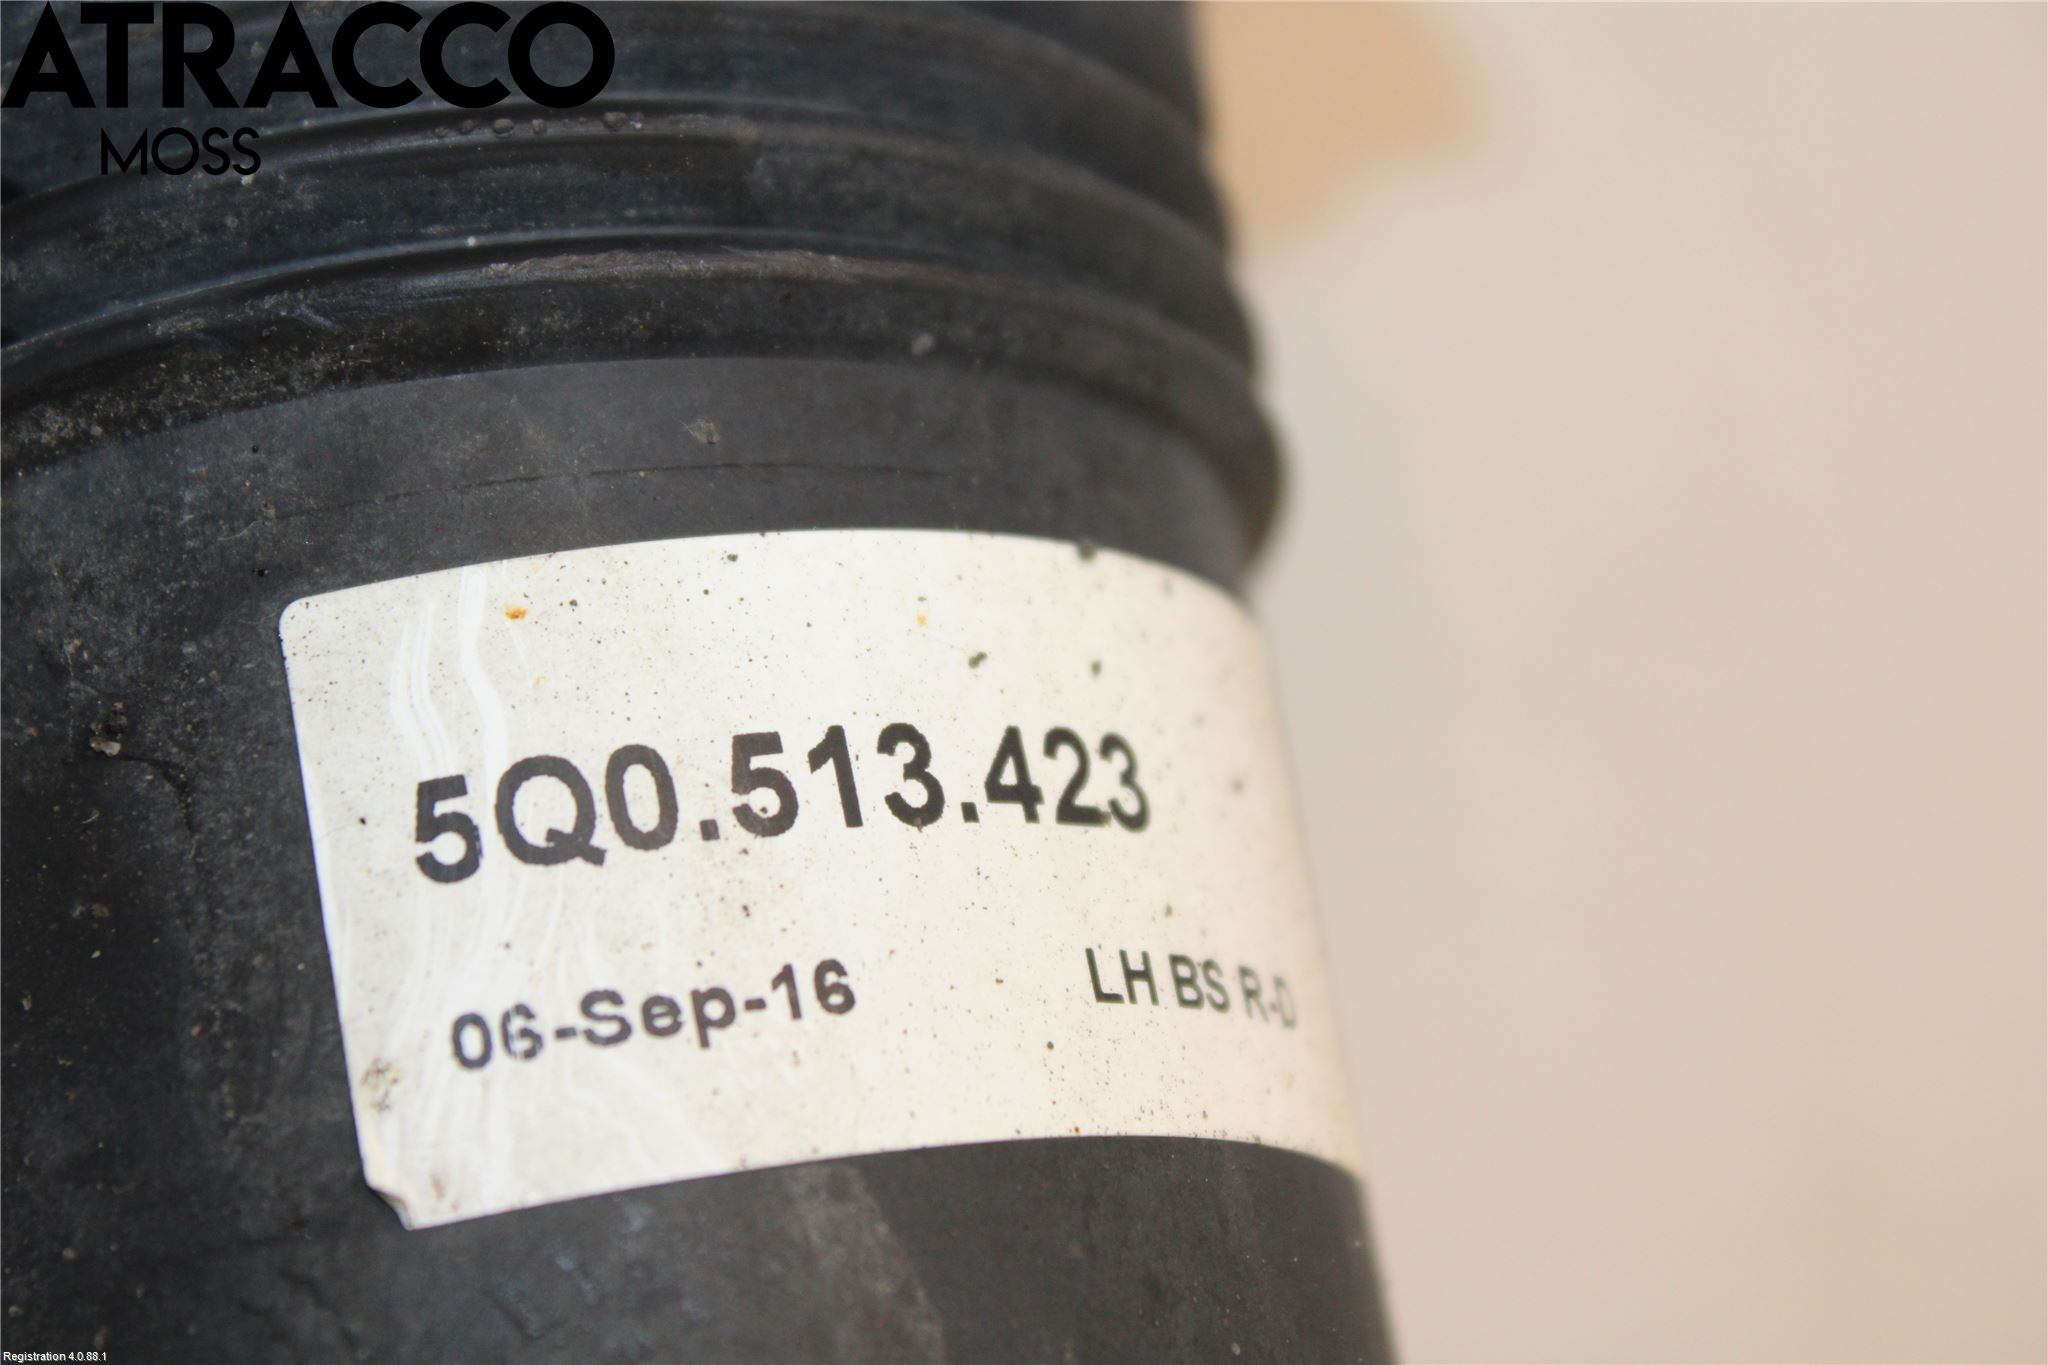 ATRACCO
MOSS
5Q0.513.423
06-Sep-16 LH BS R-D
Registration 4.0.88.1